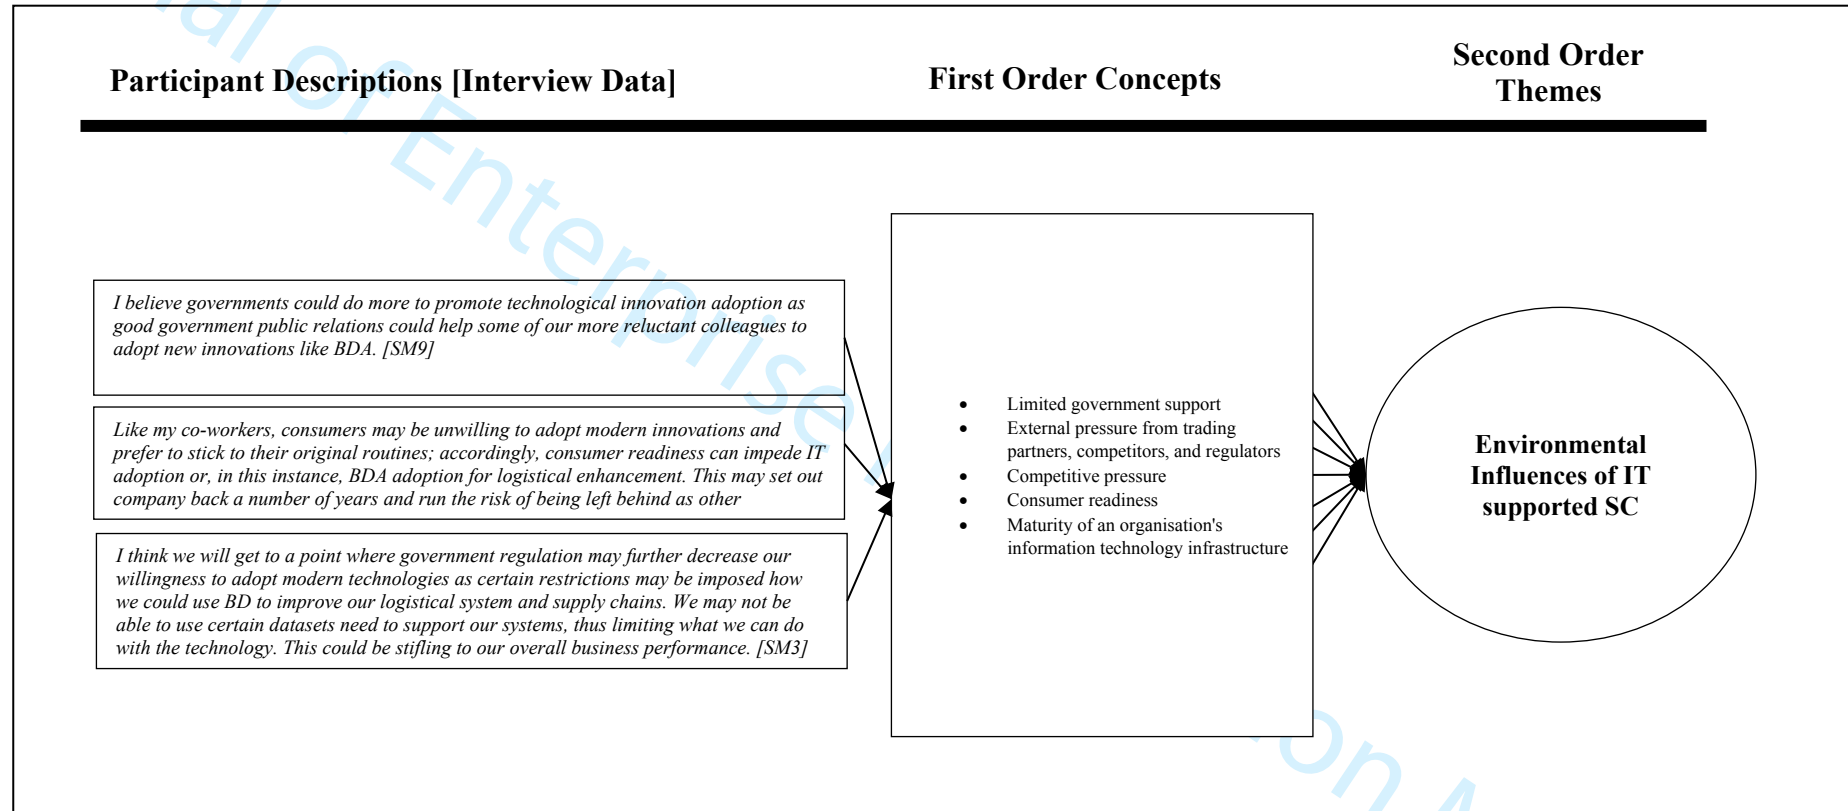 Participant Descriptions [Interview Data]
First Order Concepts
Second Order
Themes
I believe governments could do more to promote technological innovation adoption as
good government public relations could help some of our more reluctant colleagues to
adopt new innovations like BDA. [SM9]
Like my co-workers, consumers may be unwilling to adopt modern innovations and
prefer to stick to their original routines; accordingly, consumer readiness can impede IT
adoption or, in this instance, BDA adoption for logistical enhancement. This may set out
company back a number of years and run the risk of being left behind as other
I think we will get to a point where government regulation may further decrease our
willingness to adopt modern technologies as certain restrictions may be imposed how
we could use BD to improve our logistical system and supply chains. We may not be
able to use certain datasets need to support our systems, thus limiting what we can do
with the technology. This could be stifling to our overall business performance. [SM3]
• Limited government support
• External pressure from trading
partners, competitors, and regulators
• Competitive pressure
• Consumer readiness
• Maturity of an organisation's
information technology infrastructure
Environmental
Influences of IT
supported SC
of Enterprise